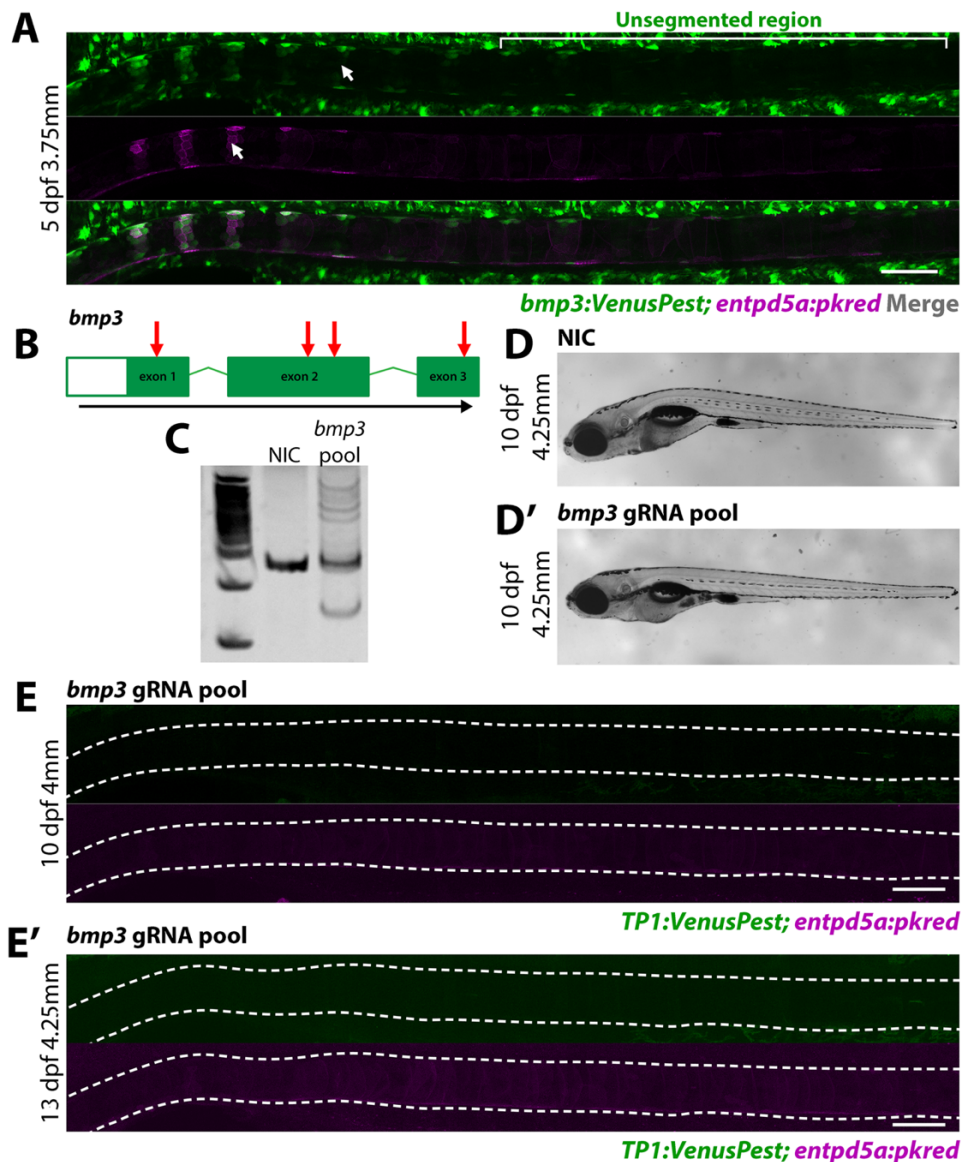 A
Unsegmented region
5 dpf 3.75mm
bmp3:VenusPest; entpd5a:pkred Merge
B
bmp3
exon 1
exon 2
exon 3
C
NIC
bmp3
pool
D
NIC
10 dpf
4.25mm
D'
bmp3 gRNA pool
10 dpf
4.25mm
E
bmp3 gRNA pool
10 dpf 4mm
TP1:VenusPest; entpd5a:pkred
E'
bmp3 gRNA pool
13 dpf 4.25mm
TP1:VenusPest; entpd5a:pkred